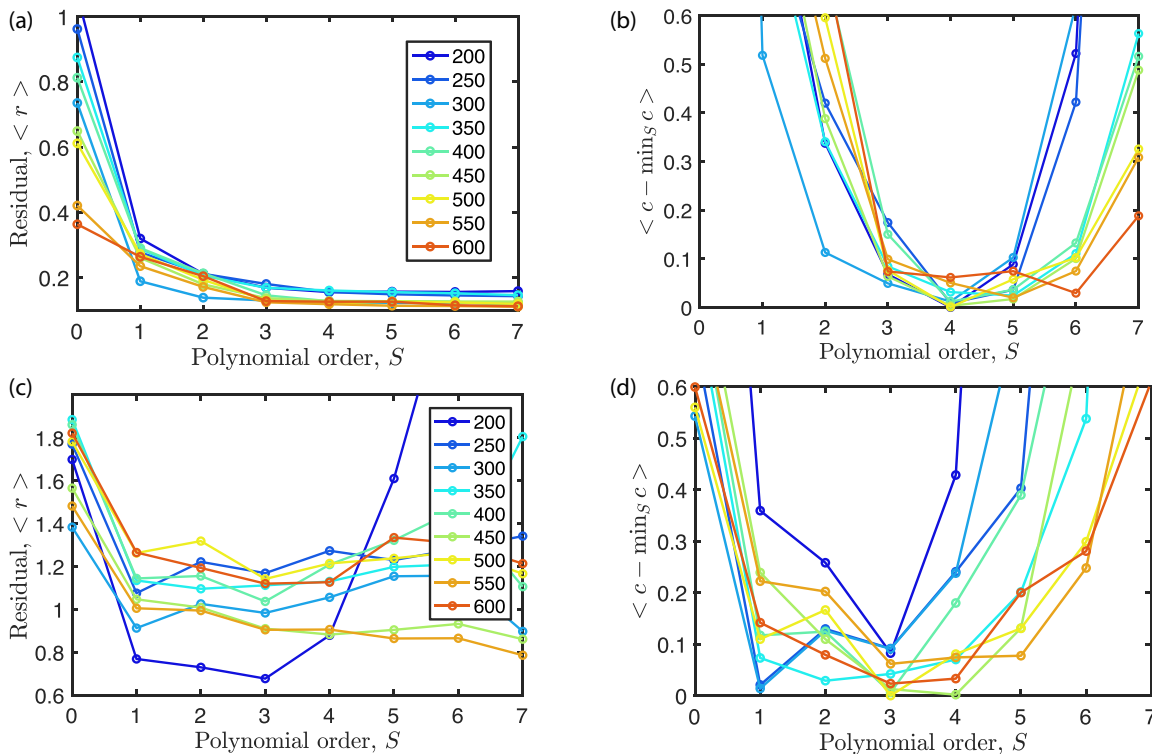 (a)
Residual, < r >
1
0.8
0.6
0.4
0.2
0 1 2 3 4 5 6 7
Polynomial order, S
200
250
300
350
400
450
500
550
600
(b)
< c − min_S c >
0.6
0.5
0.4
0.3
0.2
0.1
0
0 1 2 3 4 5 6 7
Polynomial order, S
(c)
Residual, < r >
1.8
1.6
1.4
1.2
1
0.8
0.6
0 1 2 3 4 5 6 7
Polynomial order, S
200
250
300
350
400
450
500
550
600
(d)
< c − min_S c >
0.6
0.5
0.4
0.3
0.2
0.1
0
0 1 2 3 4 5 6 7
Polynomial order, S